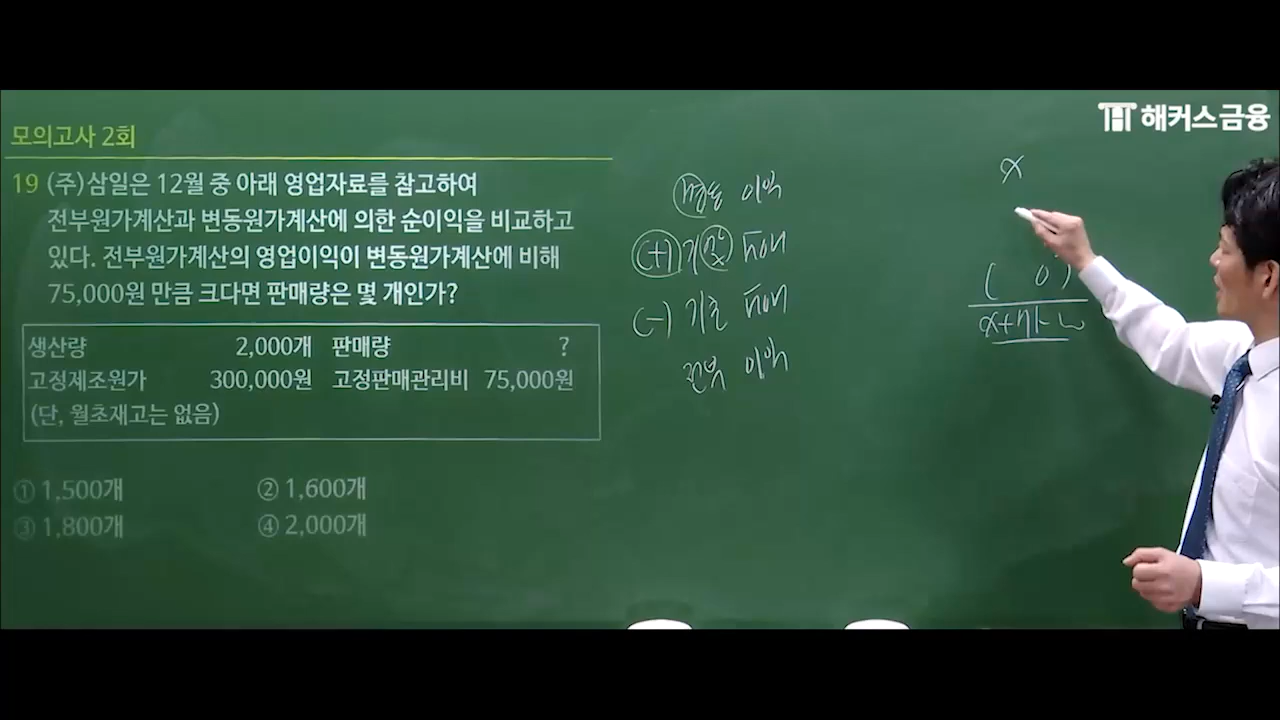 해커스금융
모의고사 2회
19 (주)삼일은 12월 중 아래 영업자료를 참고하여
전부원가계산과 변동원가계산에 의한 순이익을 비교하고
있다. 전부원가계산의 영업이익이 변동원가계산에 비해
75,000원 만큼 크다면 판매량은 몇 개인가?
생산량 2,000개 판매량 ?
고정제조원가 300,000원 고정판매관리비 75,000원
(단, 월초재고는 없음)
① 1,500개 ② 1,600개
③ 1,800개 ④ 2,000개
변동 이익
(+) 기말 FOH
(-) 기초 FOH
전부 이익
α
( 0 )